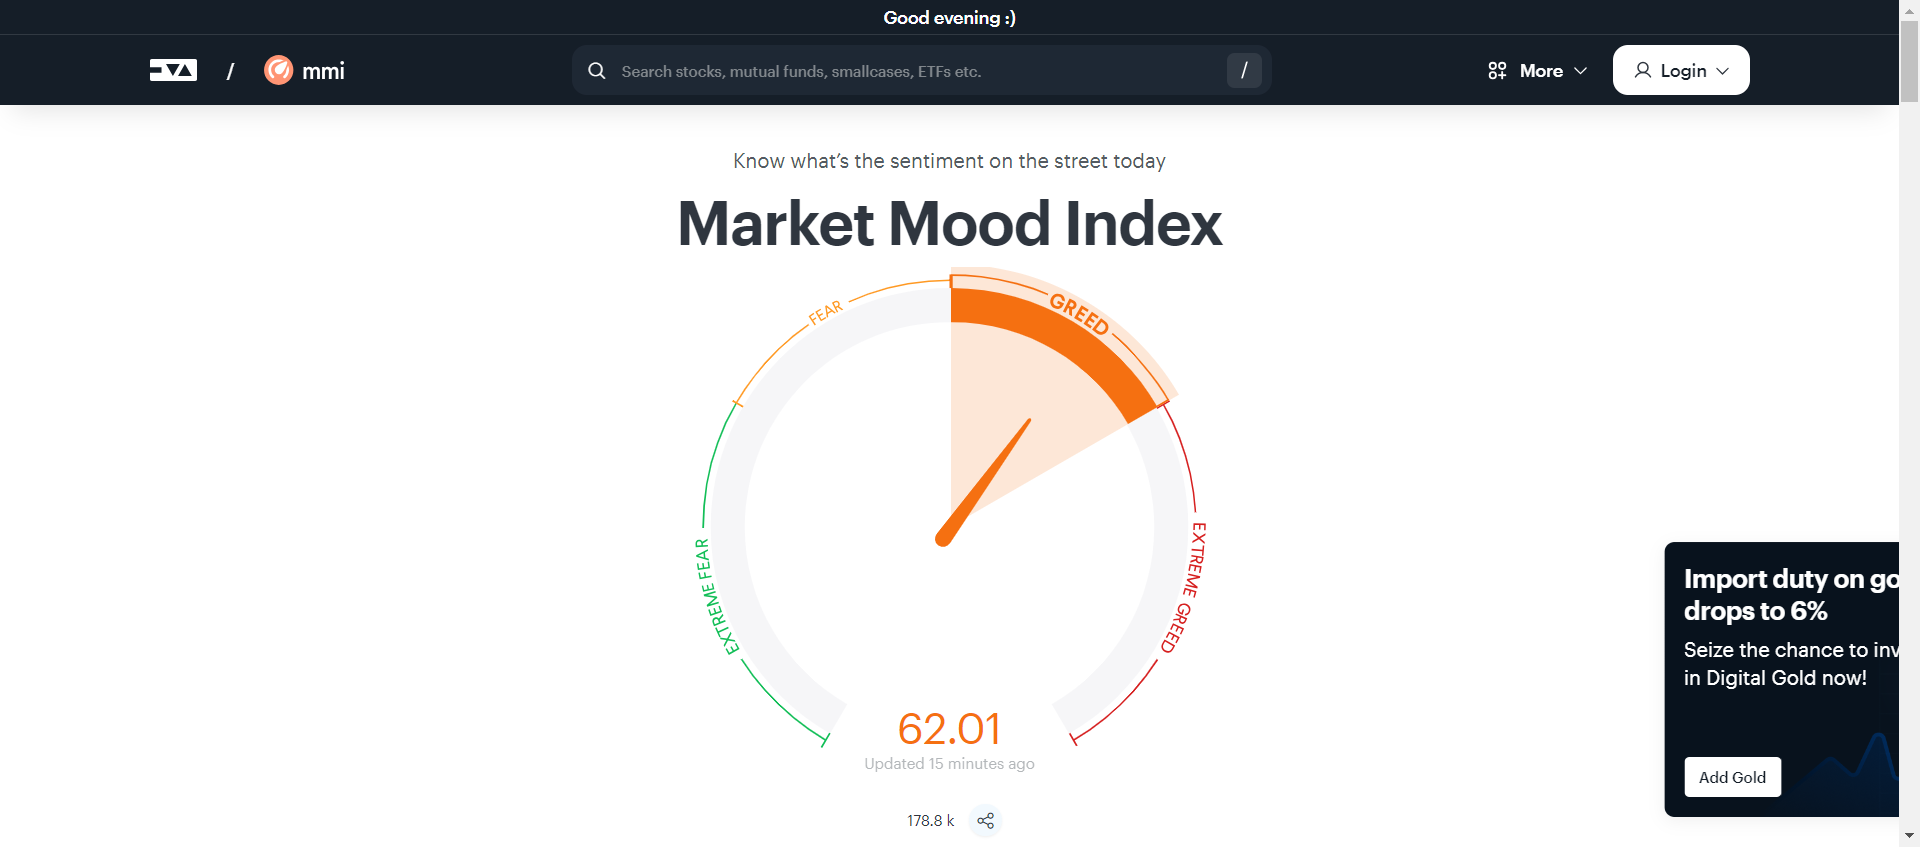 Good evening :)
/
mmi
Search stocks, mutual funds, smallcases, ETFs etc.
/
More
Login
Know what's the sentiment on the street today
Market Mood Index
FEAR
GREED
EXTREME FEAR
EXTREME GREED
62.01
Updated 15 minutes ago
178.8 k
Import duty on go
drops to 6%
Seize the chance to inv
in Digital Gold now!
Add Gold